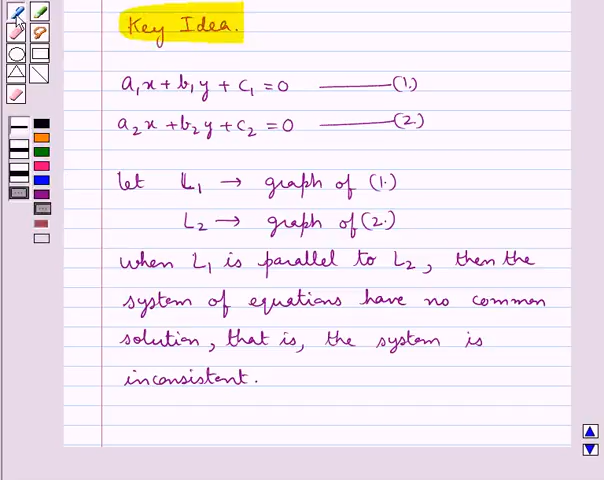 Key Idea.
a₁x + b₁y + c₁ = 0 ———(1.)
a₂x + b₂y + c₂ = 0 ———(2.)
let L₁ → graph of (1.)
L₂ → graph of (2.)
when L₁ is parallel to L₂, then the
system of equations have no common
solution, that is, the system is
inconsistent.